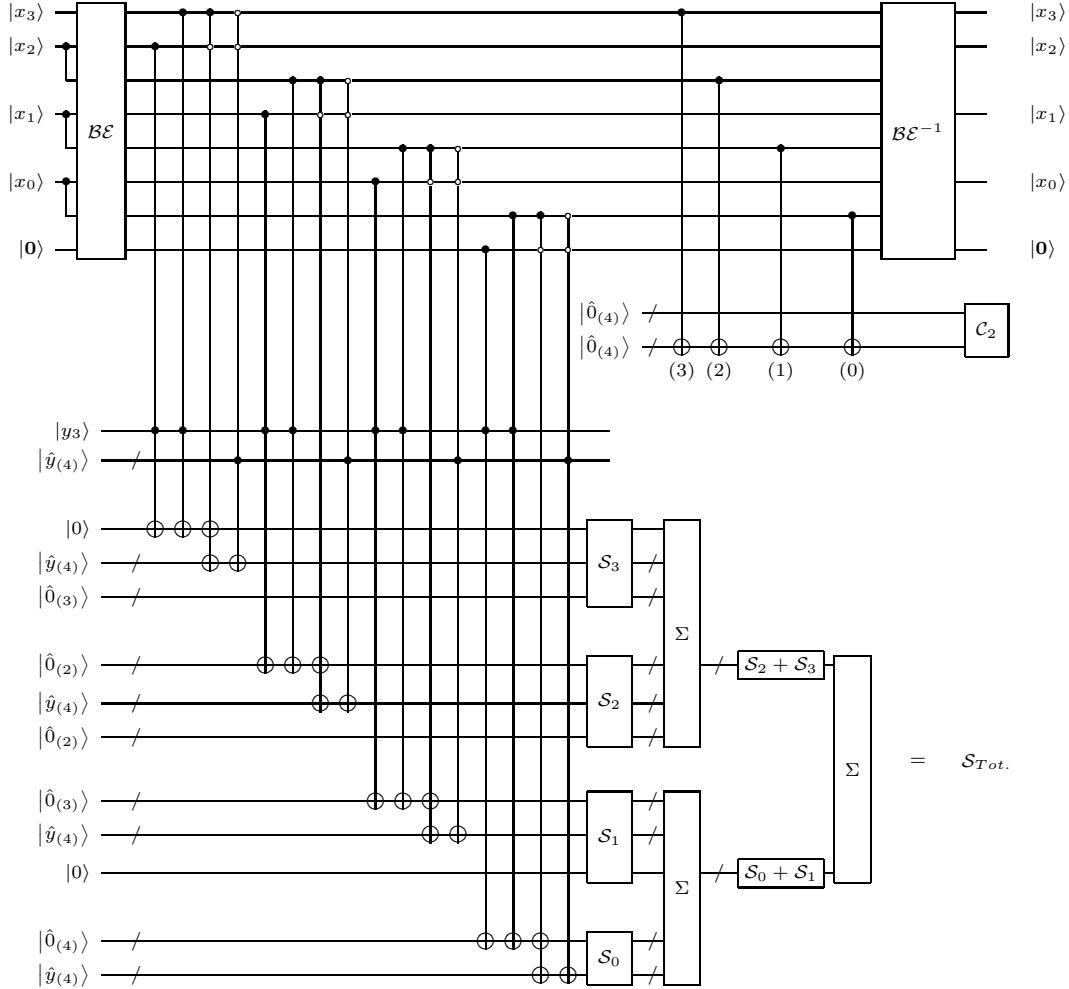 |x₃⟩ |x₃⟩
|x₂⟩ |x₂⟩
|x₁⟩ ℬℰ ℬℰ⁻¹ |x₁⟩
|x₀⟩ |x₀⟩
|𝟎⟩ |𝟎⟩
|0̂₍₄₎⟩
|0̂₍₄₎⟩ 𝒞₂
(3) (2) (1) (0)
|y₃⟩
|ŷ₍₄₎⟩
|0⟩
|ŷ₍₄₎⟩ 𝒮₃
|0̂₍₃₎⟩
Σ
|0̂₍₂₎⟩ 𝒮₂ + 𝒮₃
|ŷ₍₄₎⟩ 𝒮₂
|0̂₍₂₎⟩
Σ = 𝒮_Tot.
|0̂₍₃₎⟩
|ŷ₍₄₎⟩ 𝒮₁
|0⟩ 𝒮₀ + 𝒮₁
Σ
|0̂₍₄₎⟩
𝒮₀
|ŷ₍₄₎⟩